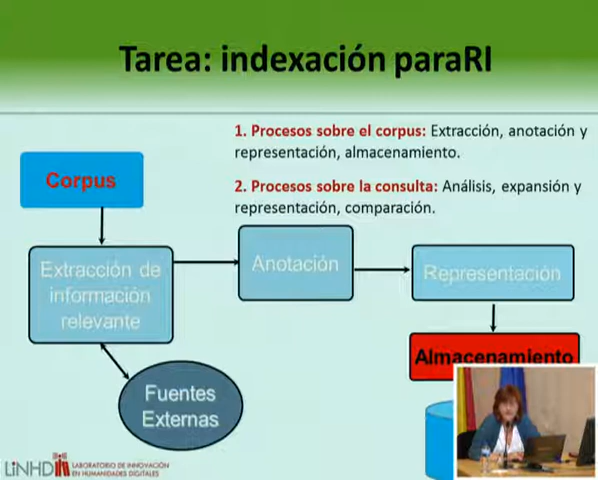 Tarea: indexación paraRI
1. Procesos sobre el corpus: Extracción, anotación y
representación, almacenamiento.
2. Procesos sobre la consulta: Análisis, expansión y
representación, comparación.
Corpus
Extracción de
información
relevante
Anotación
Representación
Almacenamiento
Fuentes
Externas
LiNHD
LABORATORIO DE INNOVACIÓN
EN HUMANIDADES DIGITALES